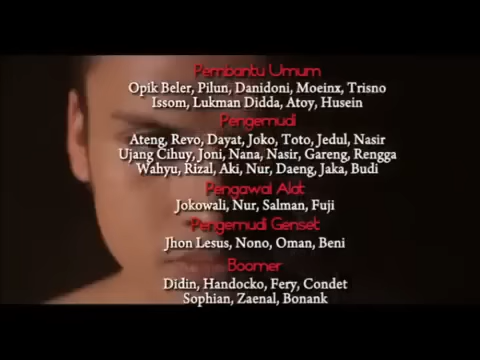 Pembantu Umum
Opik Beler, Pilun, Danidoni, Moeinx, Trisno
Issom, Lukman Didda, Atoy, Husein
Pengemudi
Ateng, Revo, Dayat, Joko, Toto, Jedul, Nasir
Ujang Cihuy, Joni, Nana, Nasir, Gareng, Rengga
Wahyu, Rizal, Aki, Nur, Daeng, Jaka, Budi
Pengawal Alat
Jokowali, Nur, Salman, Fuji
Pengemudi Genset
Jhon Lesus, Nono, Oman, Beni
Boomer
Didin, Handocko, Fery, Condet
Sophian, Zaenal, Bonank